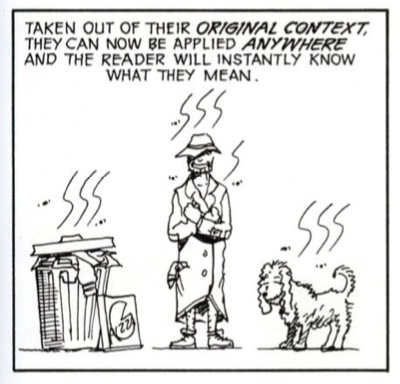 TAKEN OUT OF THEIR ORIGINAL CONTEXT,
THEY CAN NOW BE APPLIED ANYWHERE
AND THE READER WILL INSTANTLY KNOW
WHAT THEY MEAN.